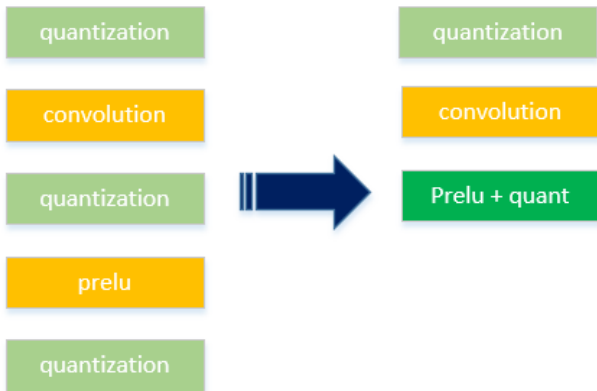 quantization
convolution
quantization
prelu
quantization
quantization
convolution
Prelu + quant